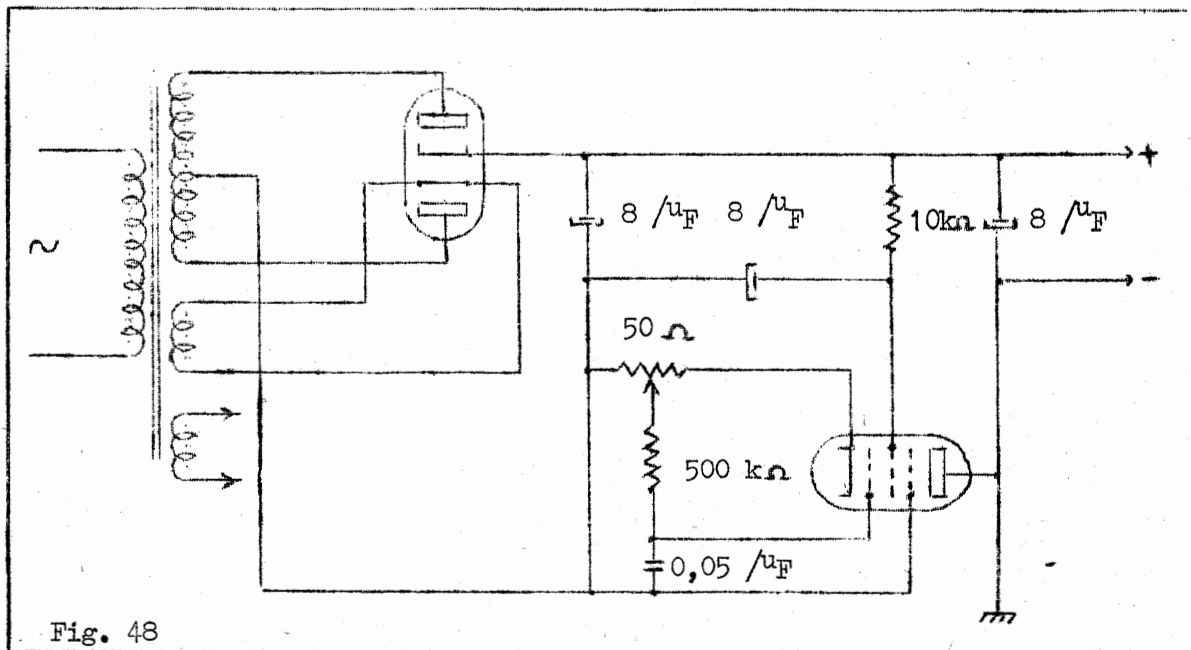 +
~
8 /uF 8 /uF 10kΩ 8 /uF
-
50 Ω
500 kΩ
0,05 /uF
Fig. 48